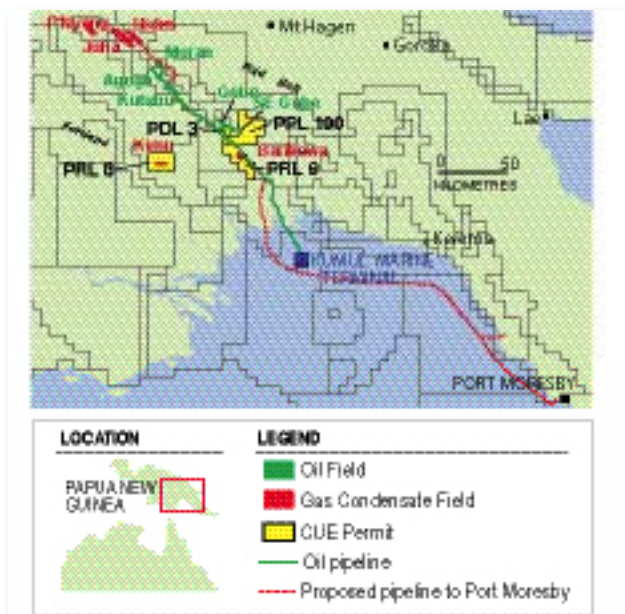 Mt Hagen
Goroka
Moran
Lae
Gobe
SE Gobe
Kutubu
PDL 3
PPL 190
Barikewa
PRL 8
PRL 9
0 50
KILOMETRES
Kerema
KUMUL MARINE
TERMINAL
PORT MORESBY
LOCATION
LEGEND
PAPUA NEW
GUINEA
Oil Field
Gas Condensate Field
CUE Permit
Oil pipeline
Proposed pipeline to Port Moresby